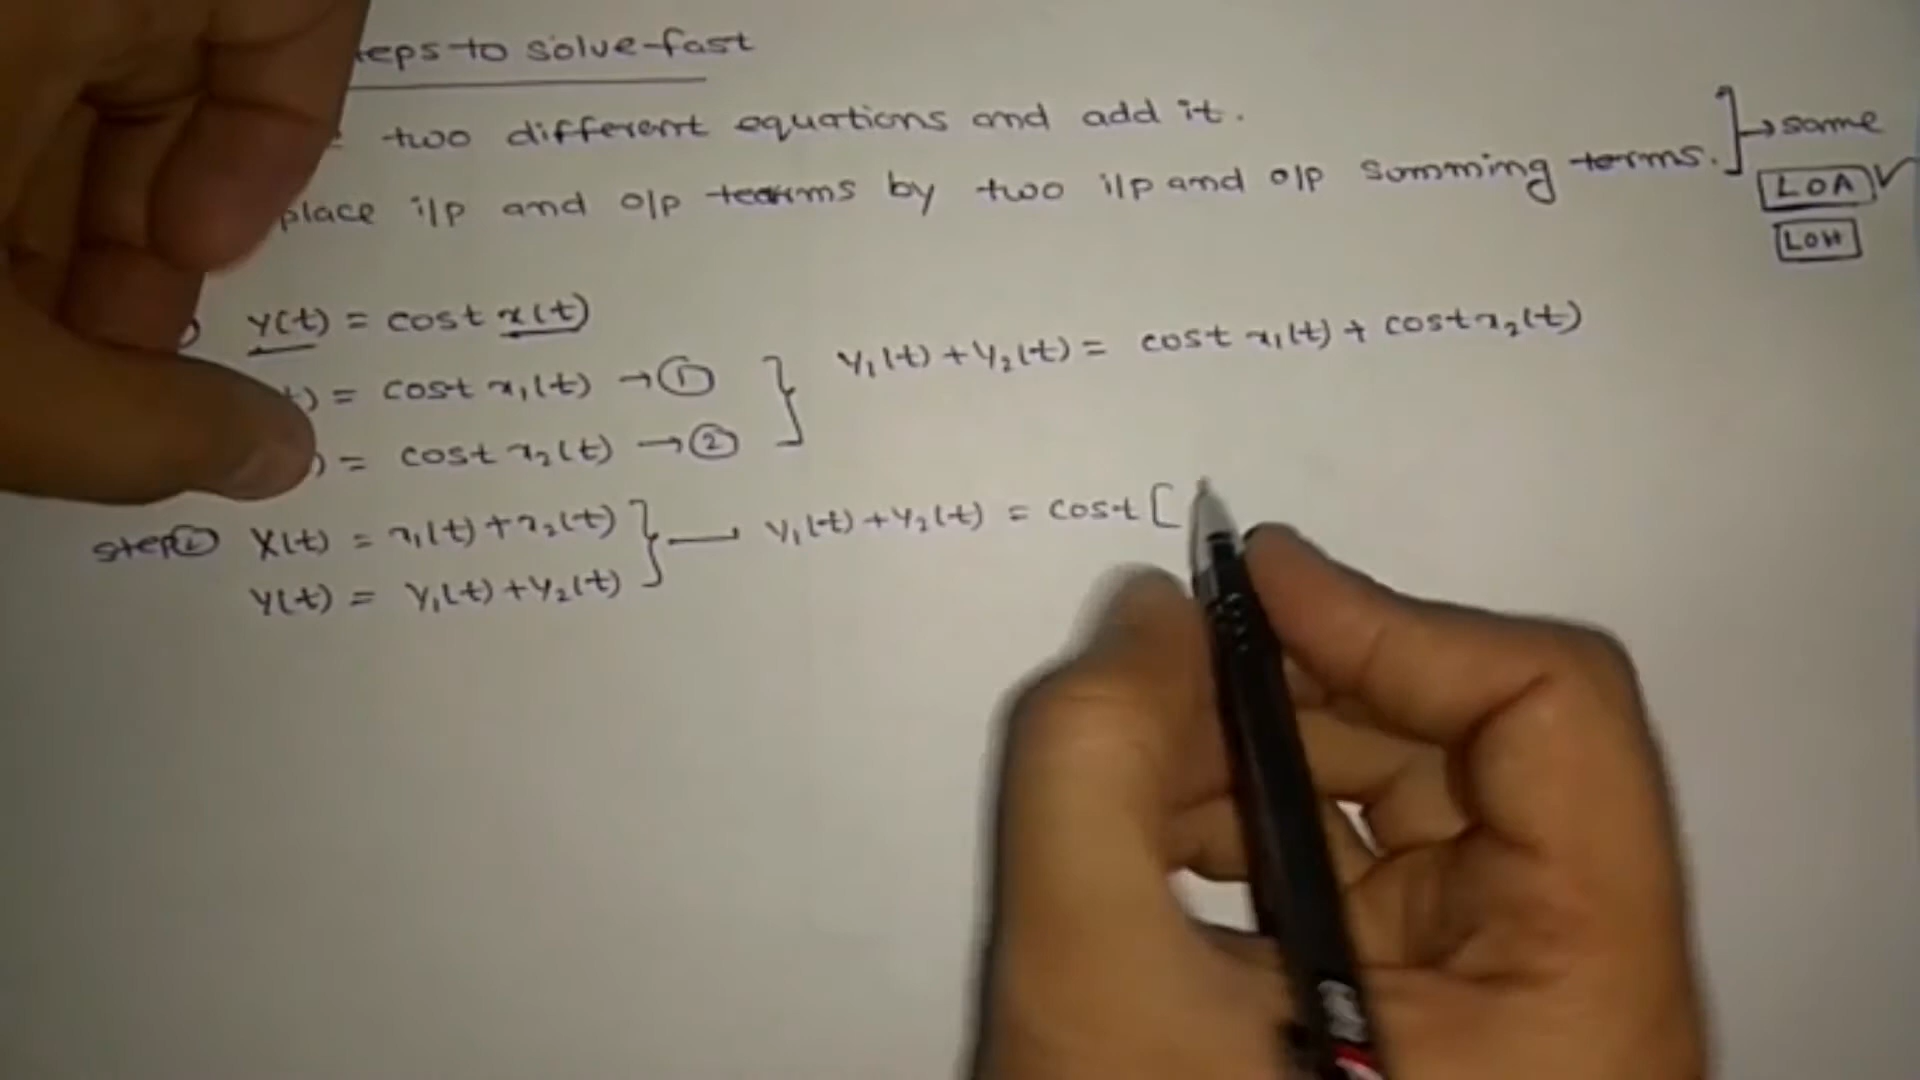 teps to solve fast
two different equations and add it.
place i/p and o/p tearms by two i/p and o/p summing terms.
→ same
LOA ✓
LOH
y(t) = cost x(t)
t) = cost x₁(t) → ①
) = cost x₂(t) → ②
y₁(t) + y₂(t) = cost x₁(t) + cost x₂(t)
step② x(t) = x₁(t) + x₂(t)
y(t) = y₁(t) + y₂(t)
y₁(t) + y₂(t) = cost [